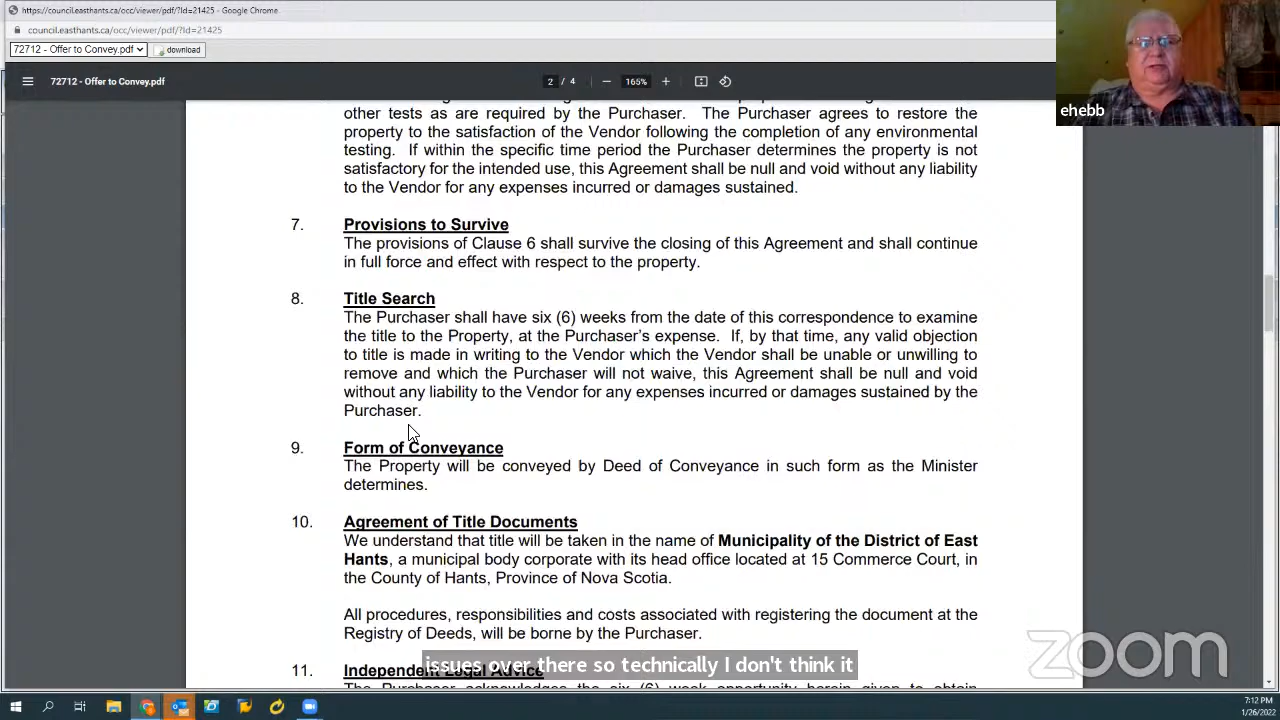 https://council.easthants.ca/occ/viewer/pdf/?Id=21425 - Google Chrome
council.easthants.ca/occ/viewer/pdf/?Id=21425
72712 - Offer to Convey.pdf
download
72712 - Offer to Convey.pdf
2 / 4
165%
ehebb
other tests as are required by the Purchaser. The Purchaser agrees to restore the
property to the satisfaction of the Vendor following the completion of any environmental
testing. If within the specific time period the Purchaser determines the property is not
satisfactory for the intended use, this Agreement shall be null and void without any liability
to the Vendor for any expenses incurred or damages sustained.
7. Provisions to Survive
The provisions of Clause 6 shall survive the closing of this Agreement and shall continue
in full force and effect with respect to the property.
8. Title Search
The Purchaser shall have six (6) weeks from the date of this correspondence to examine
the title to the Property, at the Purchaser's expense. If, by that time, any valid objection
to title is made in writing to the Vendor which the Vendor shall be unable or unwilling to
remove and which the Purchaser will not waive, this Agreement shall be null and void
without any liability to the Vendor for any expenses incurred or damages sustained by the
Purchaser.
9. Form of Conveyance
The Property will be conveyed by Deed of Conveyance in such form as the Minister
determines.
10. Agreement of Title Documents
We understand that title will be taken in the name of Municipality of the District of East
Hants, a municipal body corporate with its head office located at 15 Commerce Court, in
the County of Hants, Province of Nova Scotia.
All procedures, responsibilities and costs associated with registering the document at the
Registry of Deeds, will be borne by the Purchaser.
11. Independent Legal Advice
issues over there so technically I don't think it
The Purchaser acknowledges the six (6) week opportunity herein given to obtain
zoom
7:12 PM
1/26/2022